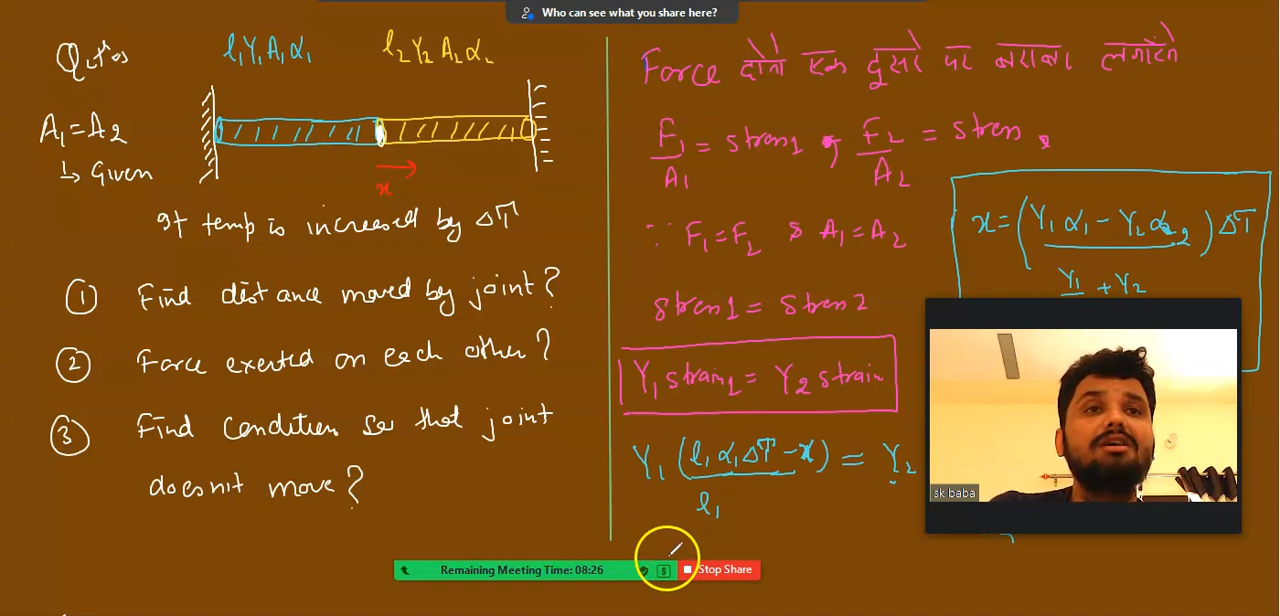 Who can see what you share here?
l₁Y₁A₁α₁ l₂Y₂ A₂α₂
A₁=A₂
↳ Given
x
If temp is increased by ΔT
① Find distance moved by joint?
② Force exerted on each other?
③ Find condition so that joint
doesnit move?
Force दोनो एक दूसरे पर बराबर लगाएंगे
F₁/A₁ = stress₁ , F₂/A₂ = stress₂
∵ F₁=F₂ & A₁=A₂
stress1 = stress2
Y₁ strain₁ = Y₂ strain
Y₁ (l₁α₁ΔT-x) = Y₂
l₁
x = (Y₁α₁ - Y₂α₂) ΔT
Y₁ + Y₂
sk baba
Remaining Meeting Time: 08:26 Stop Share